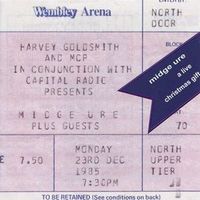 Wembley Arena
ENTRANCE
NORTH
DOOR
HARVEY GOLDSMITH
AND MCP
IN CONJUNCTION WITH
CAPITAL RADIO
PRESENTS
BLOCK
midge ure
a live
christmas gift
MIDGE URE
PLUS GUESTS
70
E 7.50
MONDAY
23RD DEC
1985
7:30PM
NORTH
UPPER
TIER
TO BE RETAINED (See conditions on back)